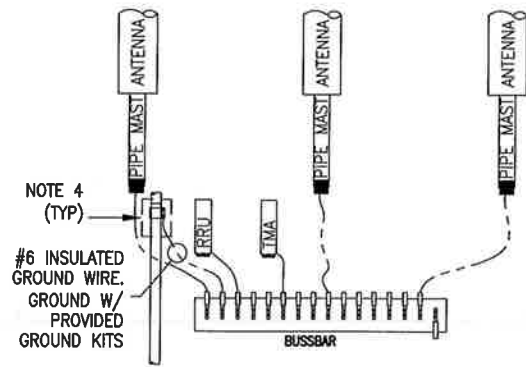 ANTENNA
PIPE MAST
ANTENNA
PIPE MAST
ANTENNA
PIPE MAST
NOTE 4
(TYP)
RRU
TMA
#6 INSULATED
GROUND WIRE.
GROUND W/
PROVIDED
GROUND KITS
BUSSBAR